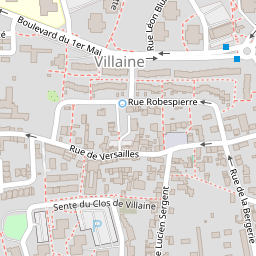 Boulevard du 1er Mai
Rue Léon Blu
Villaine
Rue Robespierre
Rue de Versailles
Rue de la Bergerie
Sente du Clos de Villaine
P
e Lucien Sergent